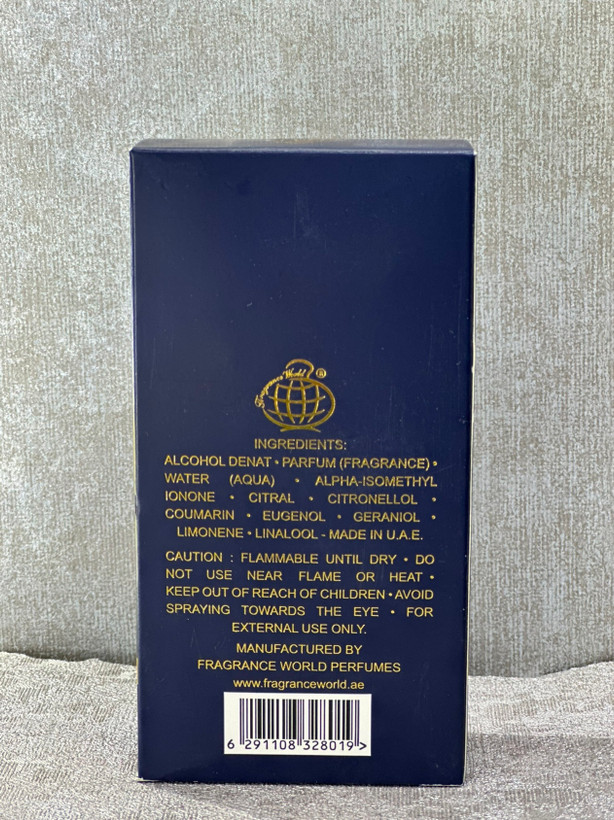 Fragrance World ®
INGREDIENTS:
ALCOHOL DENAT • PARFUM (FRAGRANCE) •
WATER (AQUA) • ALPHA-ISOMETHYL
IONONE • CITRAL • CITRONELLOL •
COUMARIN • EUGENOL • GERANIOL •
LIMONENE • LINALOOL - MADE IN U.A.E.
CAUTION : FLAMMABLE UNTIL DRY • DO
NOT USE NEAR FLAME OR HEAT •
KEEP OUT OF REACH OF CHILDREN • AVOID
SPRAYING TOWARDS THE EYE • FOR
EXTERNAL USE ONLY.
MANUFACTURED BY
FRAGRANCE WORLD PERFUMES
www.fragranceworld.ae
6 291108 328019 >